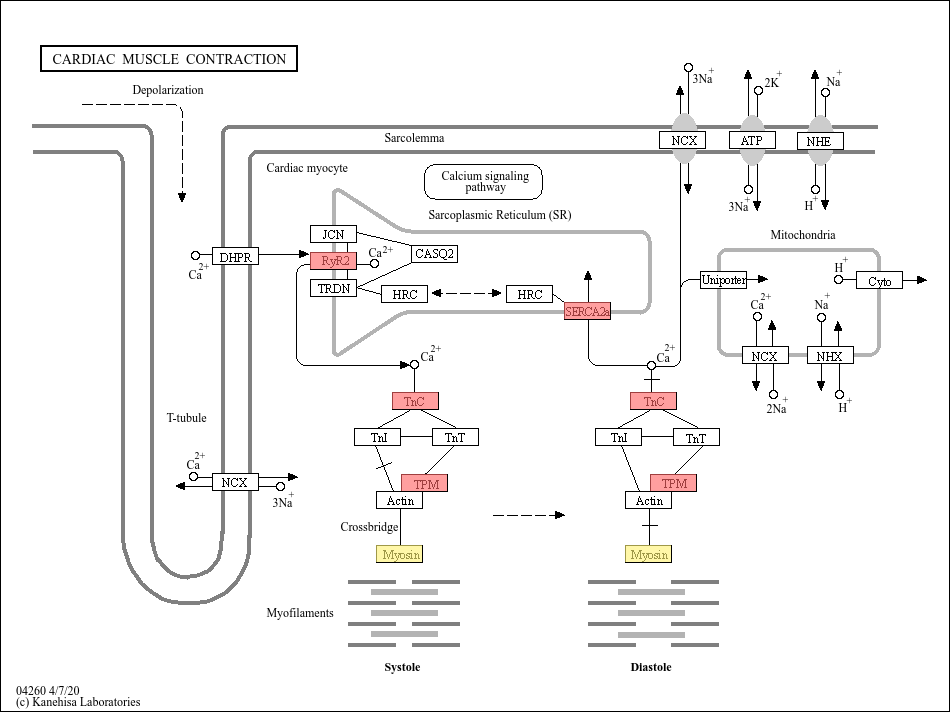 CARDIAC MUSCLE CONTRACTION
Depolarization
Sarcolemma
Cardiac myocyte
Calcium signaling
pathway
Sarcoplasmic Reticulum (SR)
3Na+
2K+
Na+
NCX
ATP
NHE
3Na+
H+
JCN
RyR2
Ca2+
CASQ2
TRDN
HRC
HRC
SERCA2a
DHPR
Ca2+
Mitochondria
Uniporter
H+
Cyto
Ca2+
Na+
NCX
NHX
2Na+
H+
Ca2+
Ca2+
TnC
TnC
TnI
TnT
TnI
TnT
T-tubule
Ca2+
NCX
3Na+
TPM
TPM
Actin
Actin
Crossbridge
Myosin
Myosin
Myofilaments
Systole
Diastole
04260 4/7/20
(c) Kanehisa Laboratories